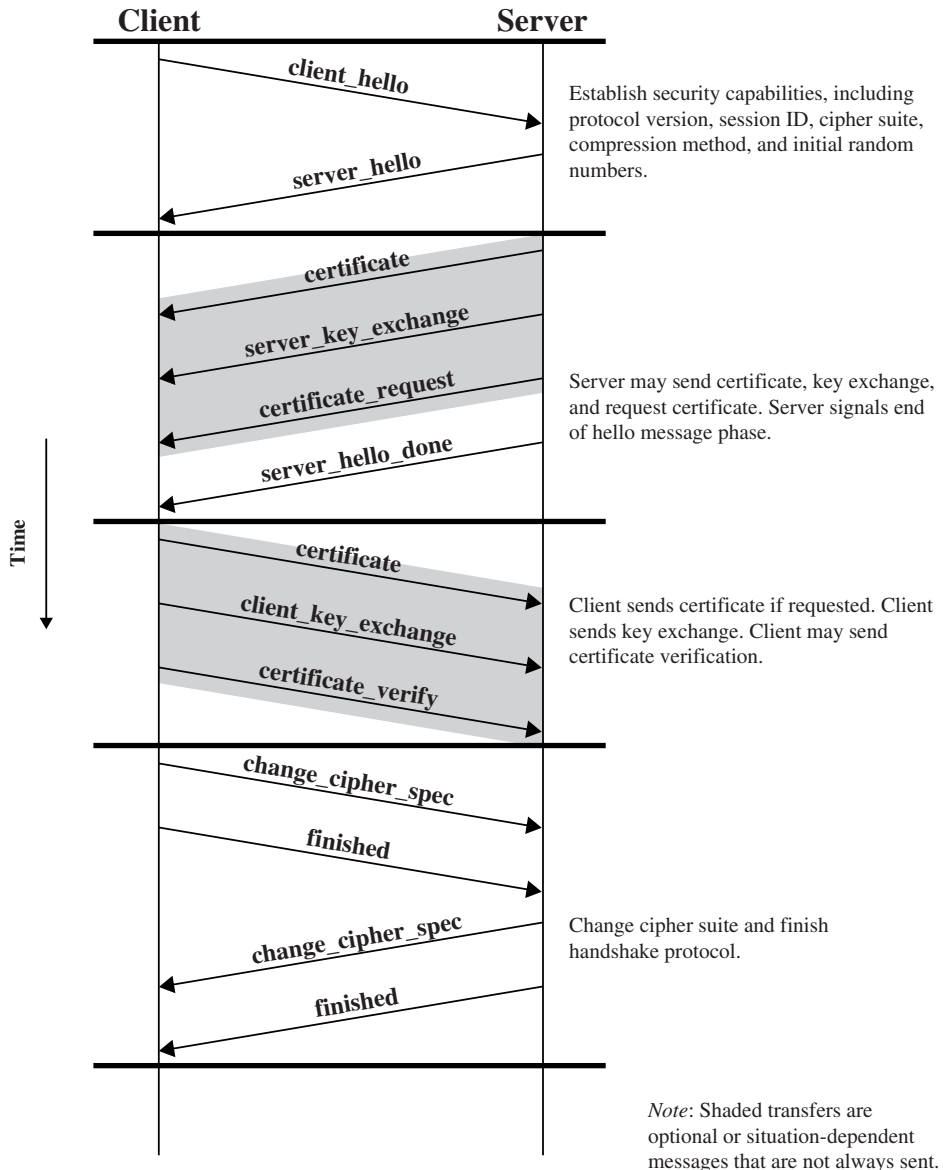 Client
Server
client_hello
server_hello
Establish security capabilities, including
protocol version, session ID, cipher suite,
compression method, and initial random
numbers.
certificate
server_key_exchange
certificate_request
server_hello_done
Server may send certificate, key exchange,
and request certificate. Server signals end
of hello message phase.
Time
certificate
client_key_exchange
certificate_verify
Client sends certificate if requested. Client
sends key exchange. Client may send
certificate verification.
change_cipher_spec
finished
change_cipher_spec
finished
Change cipher suite and finish
handshake protocol.
Note: Shaded transfers are
optional or situation-dependent
messages that are not always sent.